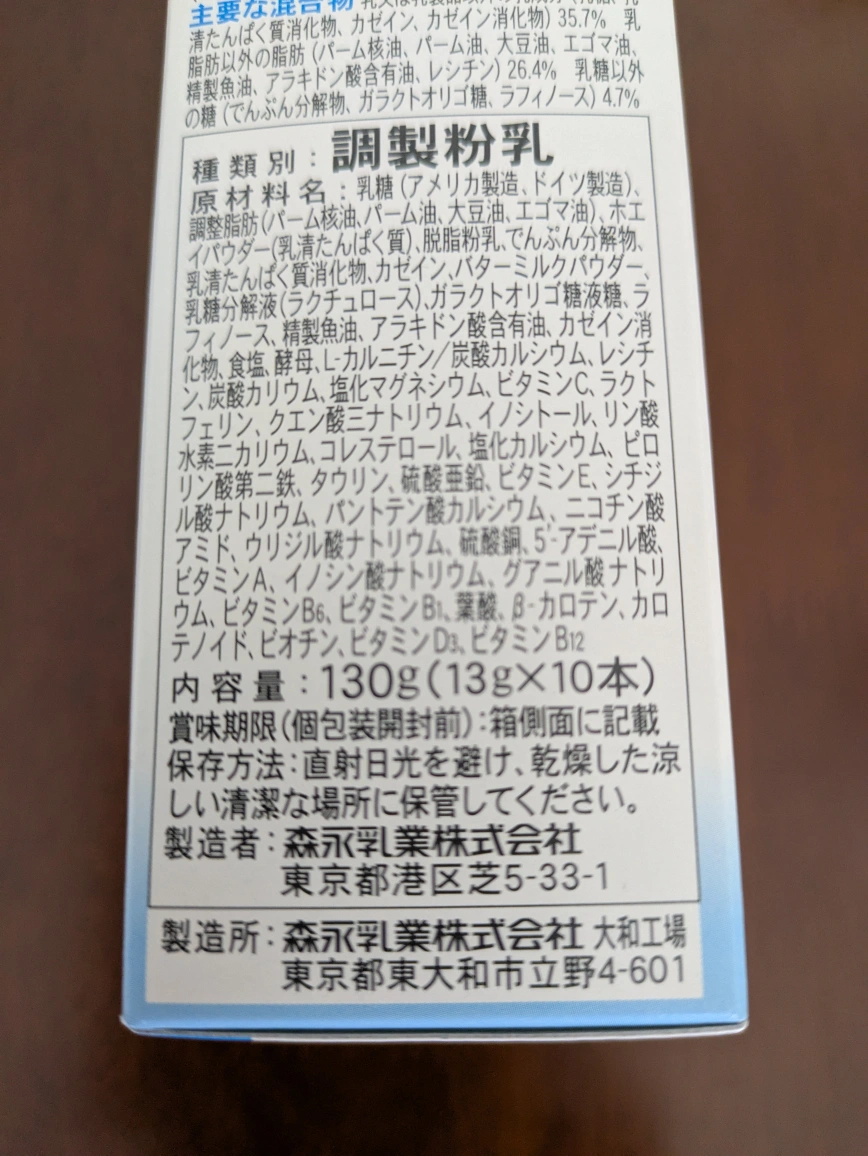 主要な混合物
清たんぱく質消化物、カゼイン、カゼイン消化物) 35.7% 乳
脂肪以外の脂肪 (パーム核油、パーム油、大豆油、エゴマ油、
精製魚油、アラキドン酸含有油、レシチン) 26.4% 乳糖以外
の糖 (でんぷん分解物、ガラクトオリゴ糖、ラフィノース) 4.7%
種類別:調製粉乳
原材料名:乳糖 (アメリカ製造、ドイツ製造)、
調整脂肪(パーム核油、パーム油、大豆油、エゴマ油)、ホエ
イパウダー(乳清たんぱく質)、脱脂粉乳、でんぷん分解物、
乳清たんぱく質消化物、カゼイン、バターミルクパウダー、
乳糖分解液(ラクチュロース)、ガラクトオリゴ糖液糖、ラ
フィノース、精製魚油、アラキドン酸含有油、カゼイン消
化物、食塩、酵母、L-カルニチン/炭酸カルシウム、レシチ
ン、炭酸カリウム、塩化マグネシウム、ビタミンC、ラクト
フェリン、クエン酸三ナトリウム、イノシトール、リン酸
水素二カリウム、コレステロール、塩化カルシウム、ピロ
リン酸第二鉄、タウリン、硫酸亜鉛、ビタミンE、シチジ
ル酸ナトリウム、パントテン酸カルシウム、ニコチン酸
アミド、ウリジル酸ナトリウム、硫酸銅、5'-アデニル酸、
ビタミンA、イノシン酸ナトリウム、グアニル酸ナトリ
ウム、ビタミンB6、ビタミンB1、葉酸、β-カロテン、カロ
テノイド、ビオチン、ビタミンD3、ビタミンB12
内容量:130g(13g×10本)
賞味期限(個包装開封前):箱側面に記載
保存方法:直射日光を避け、乾燥した涼
しい清潔な場所に保管してください。
製造者:森永乳業株式会社
東京都港区芝5-33-1
製造所:森永乳業株式会社 大和工場
東京都東大和市立野4-601